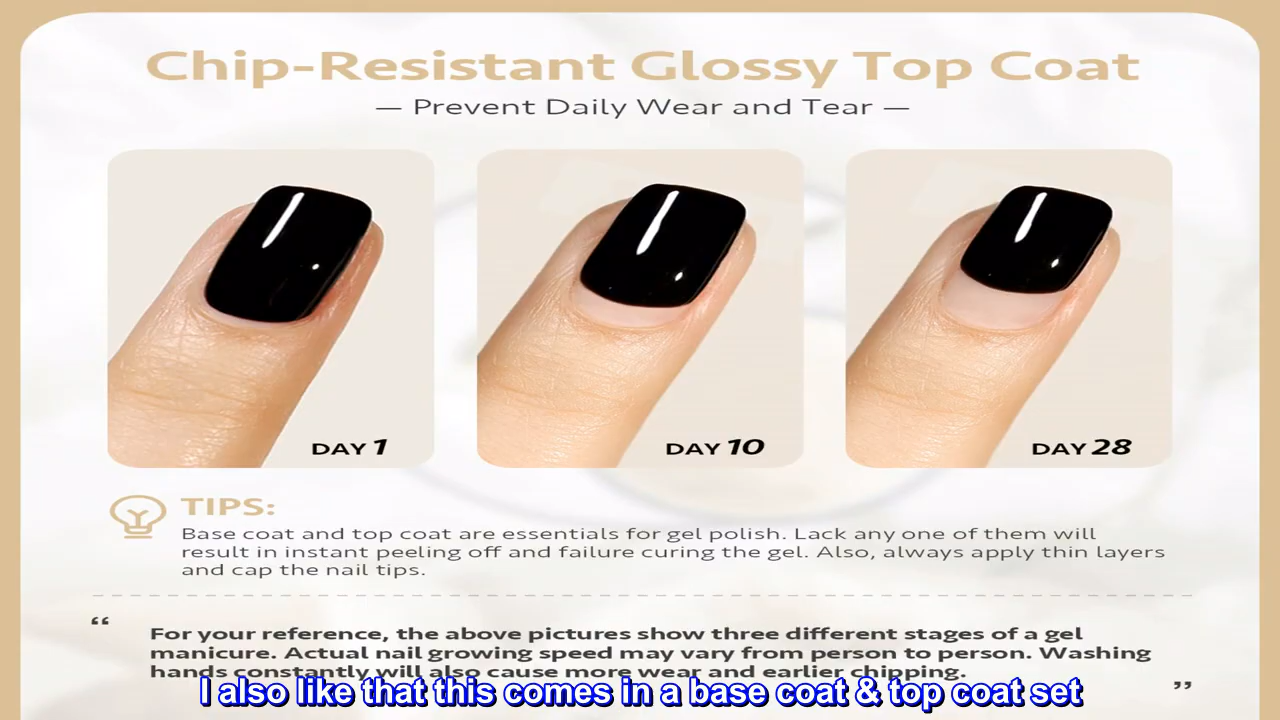 Chip-Resistant Glossy Top Coat
— Prevent Daily Wear and Tear —
DAY 1
DAY 10
DAY 28
TIPS:
Base coat and top coat are essentials for gel polish. Lack any one of them will
result in instant peeling off and failure curing the gel. Also, always apply thin layers
and cap the nail tips.
“
For your reference, the above pictures show three different stages of a gel
manicure. Actual nail growing speed may vary from person to person. Washing
hands constantly will also cause more wear and earlier chipping.
”
I also like that this comes in a base coat & top coat set